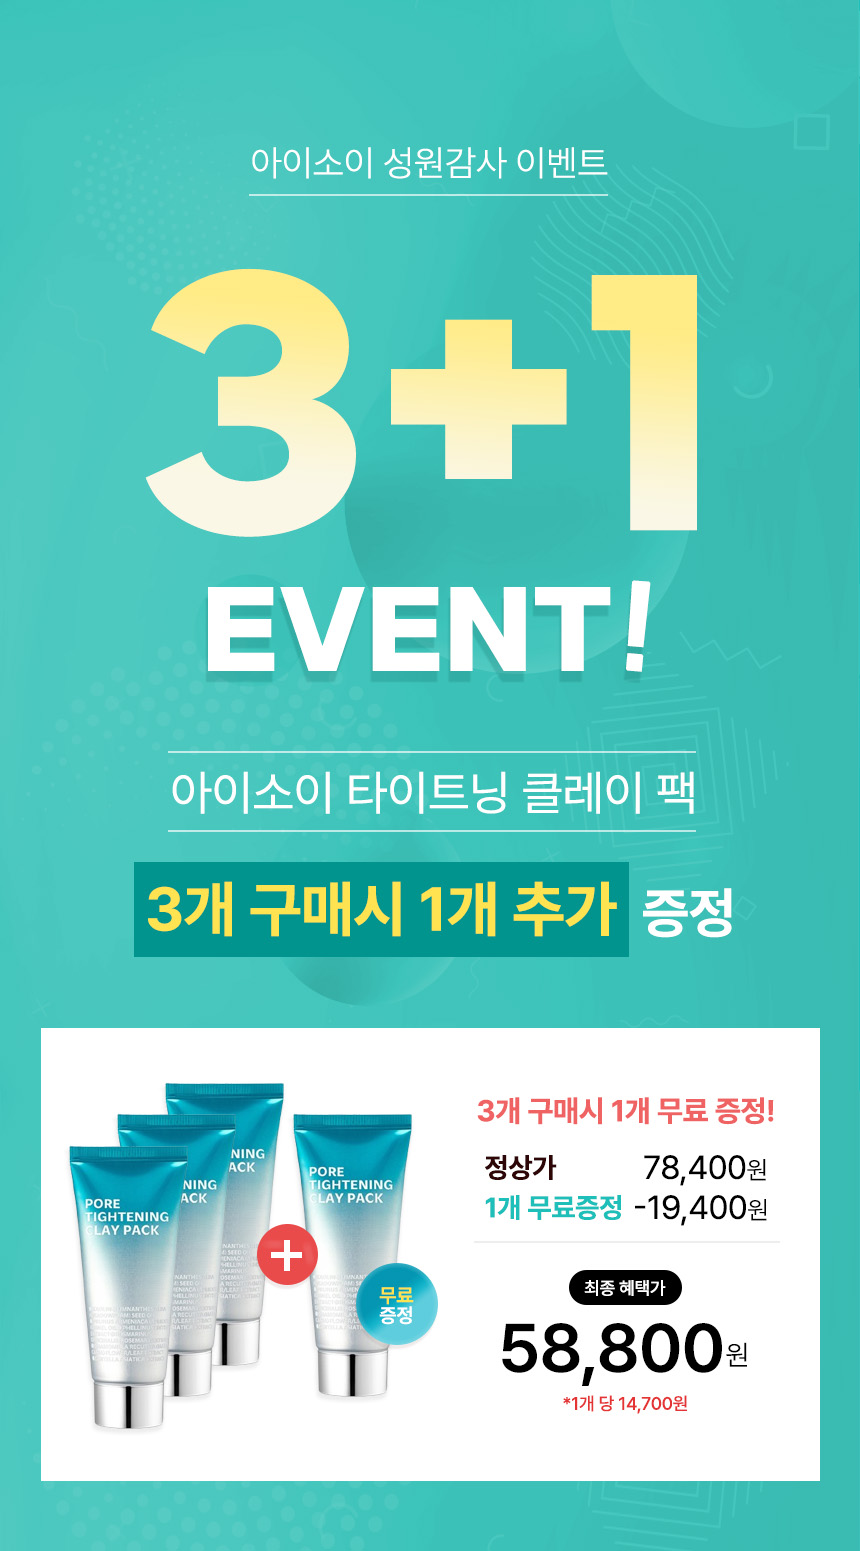 아이소이 성원감사 이벤트
3+1
EVENT!
아이소이 타이트닝 클레이 팩
3개 구매시 1개 추가 증정
3개 구매시 1개 무료 증정!
정상가 78,400원
1개 무료증정 -19,400원
최종 혜택가
58,800원
*1개 당 14,700원
PORE
TIGHTENING
CLAY PACK
NING
ACK
NING
ACK
+
PORE
TIGHTENING
CLAY PACK
무료
증정